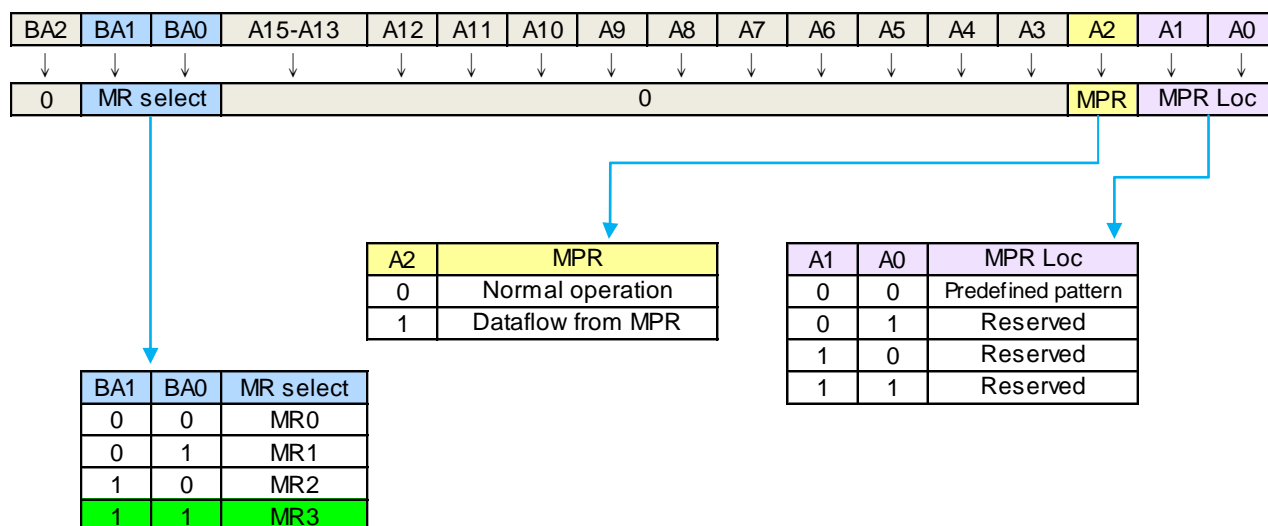 BA2 BA1 BA0 A15-A13 A12 A11 A10 A9 A8 A7 A6 A5 A4 A3 A2 A1 A0
0 MR select 0 MPR MPR Loc
A2 MPR
0 Normal operation
1 Dataflow from MPR
A1 A0 MPR Loc
0 0 Predefined pattern
0 1 Reserved
1 0 Reserved
1 1 Reserved
BA1 BA0 MR select
0 0 MR0
0 1 MR1
1 0 MR2
1 1 MR3